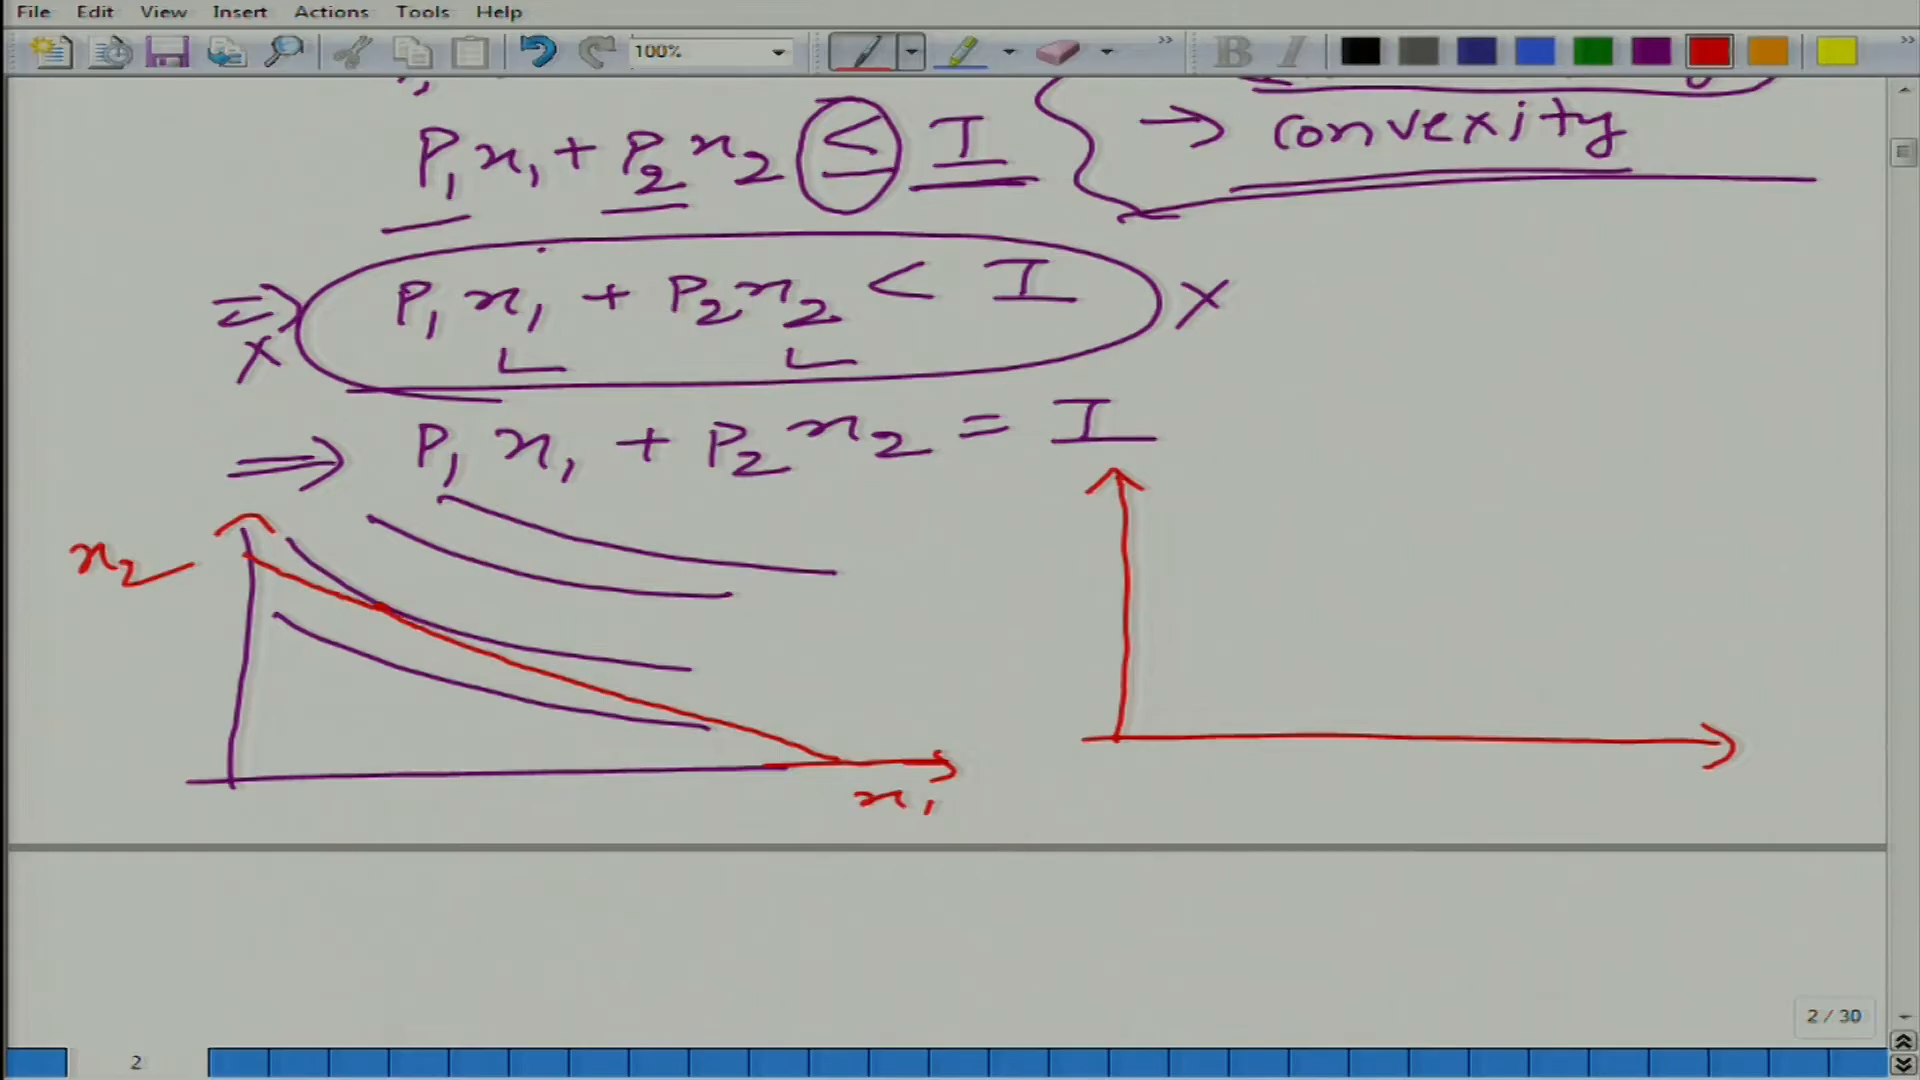 File Edit View Insert Actions Tools Help
100%
B I
P₁x₁ + P₂x₂ ≤ I
→ convexity
⇒ P₁x₁ + P₂x₂ < I X
X
⇒ P₁x₁ + P₂x₂ = I
x₂
x₁
2 / 30
2